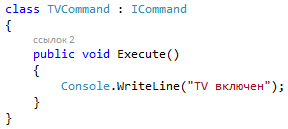 class TVCommand : ICommand
{
ссылок 2
public void Execute()
{
Console.WriteLine("TV включен");
}
}